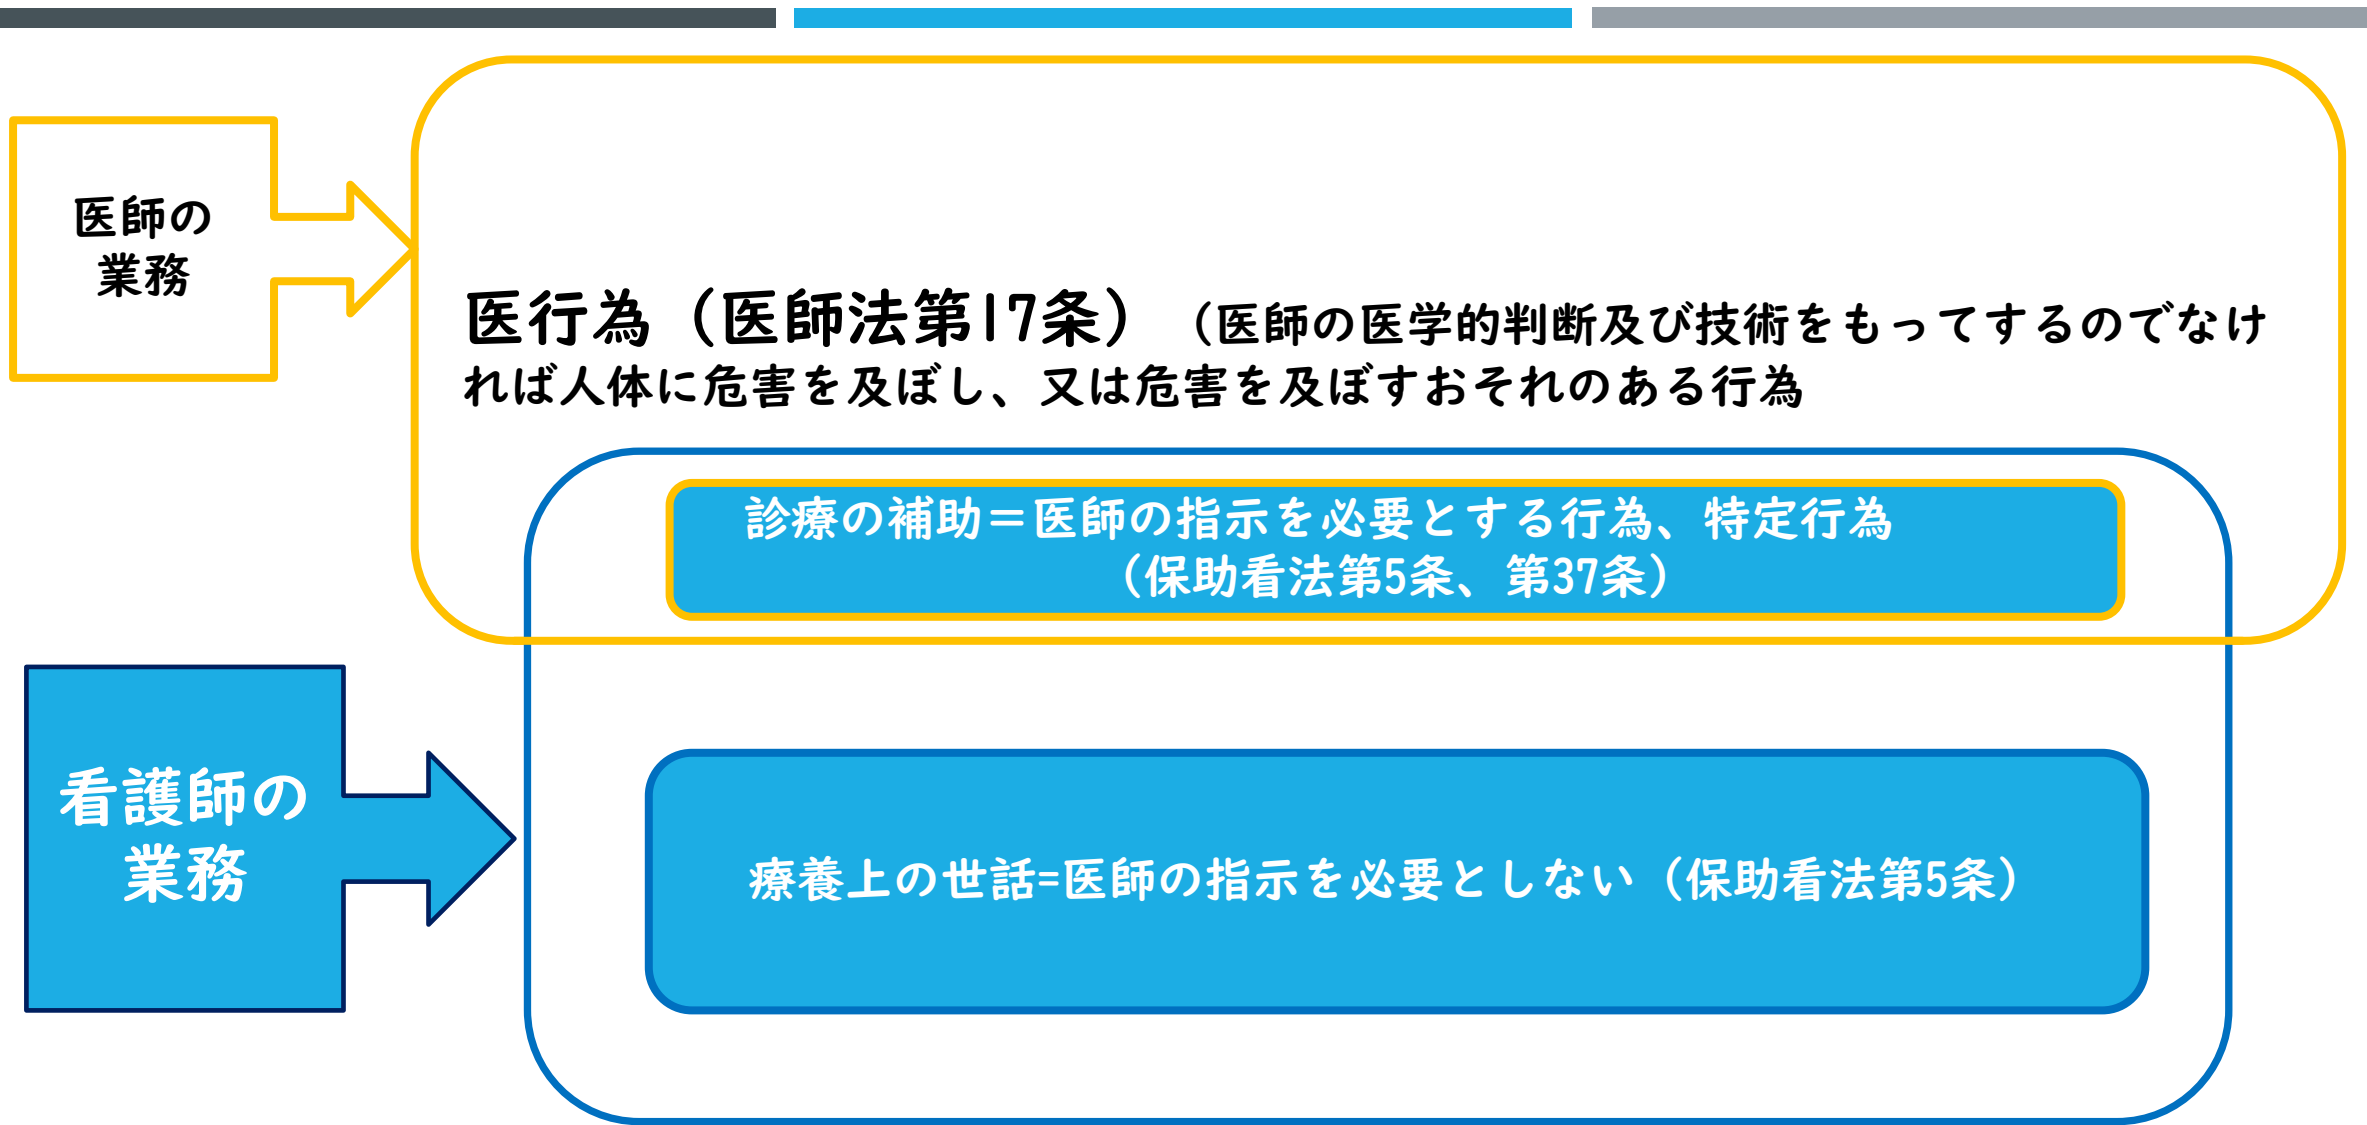 医師の
業務
医行為（医師法第17条）（医師の医学的判断及び技術をもってするのでなけ
れば人体に危害を及ぼし、又は危害を及ぼすおそれのある行為
診療の補助＝医師の指示を必要とする行為、特定行為
（保助看法第5条、第37条）
看護師の
業務
療養上の世話=医師の指示を必要としない（保助看法第5条）